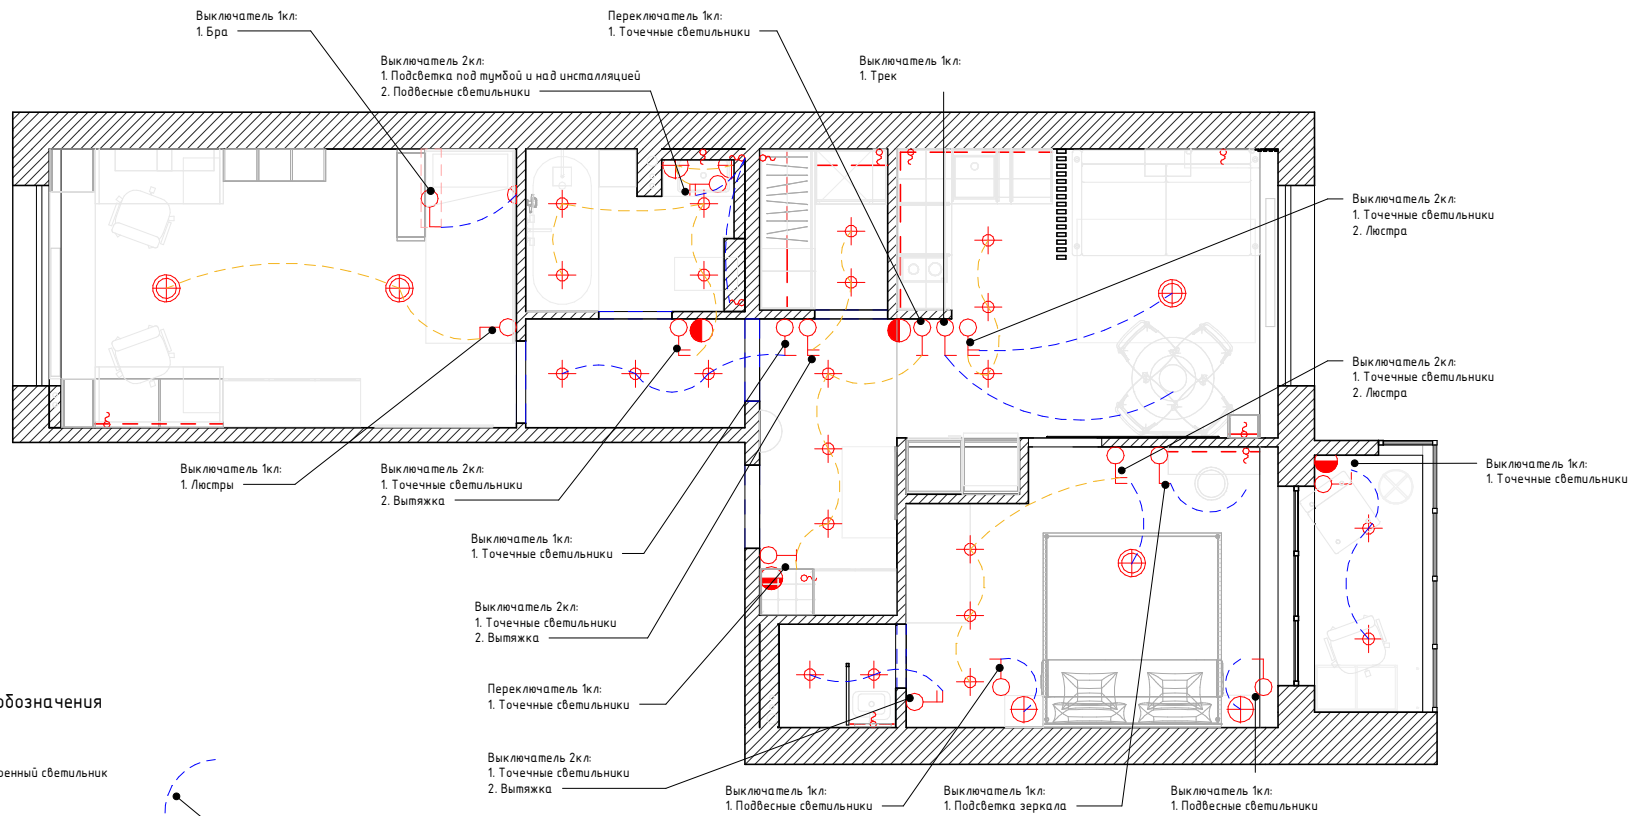 Выключатель 1кл:
1. Бра
Переключатель 1кл:
1. Точечные светильники
Выключатель 2кл:
1. Подсветка под тумбой и над инсталляцией
2. Подвесные светильники
Выключатель 1кл:
1. Трек
Выключатель 2кл:
1. Точечные светильники
2. Люстра
Выключатель 2кл:
1. Точечные светильники
2. Люстра
Выключатель 1кл:
1. Люстры
Выключатель 2кл:
1. Точечные светильники
2. Вытяжка
Выключатель 1кл:
1. Точечные светильники
Выключатель 1кл:
1. Точечные светильники
Выключатель 2кл:
1. Точечные светильники
2. Вытяжка
Переключатель 1кл:
1. Точечные светильники
обозначения
Выключатель 2кл:
1. Точечные светильники
2. Вытяжка
оенный светильник
Выключатель 1кл:
1. Подвесные светильники
Выключатель 1кл:
1. Подсветка зеркала
Выключатель 1кл:
1. Подвесные светильники